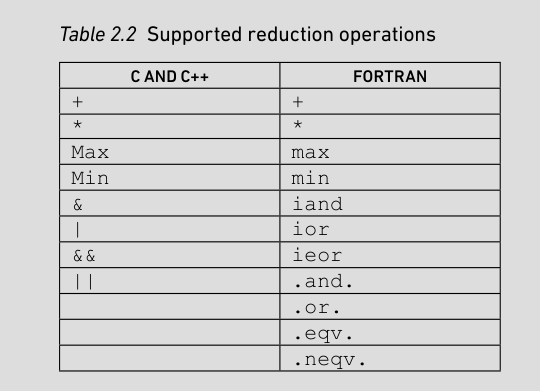 Table 2.2 Supported reduction operations
C AND C++ FORTRAN
+ +
* *
Max max
Min min
& iand
| ior
&& ieor
|| .and.
.or.
.eqv.
.neqv.